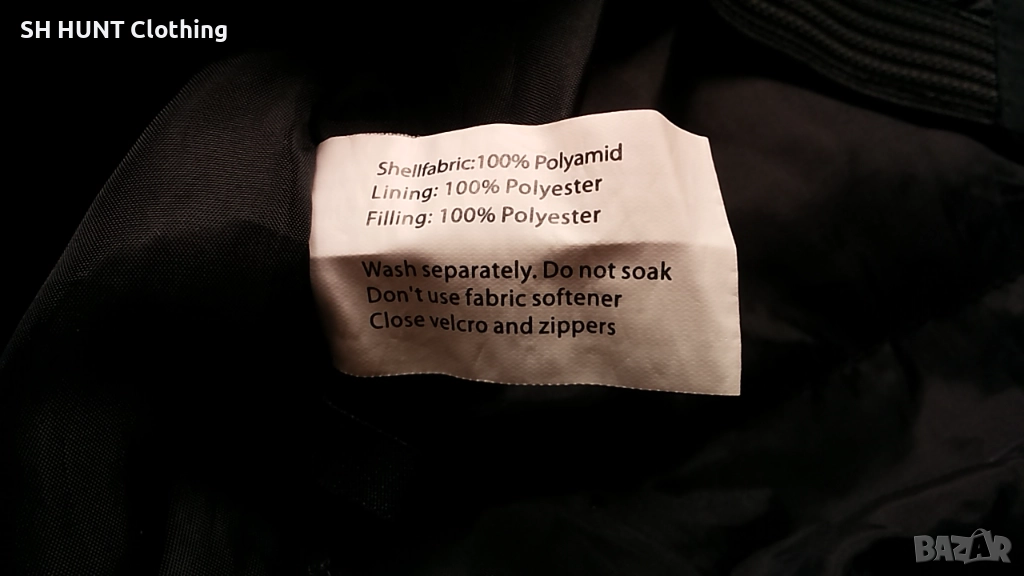 SH HUNT Clothing
Shellfabric:100% Polyamid
Lining: 100% Polyester
Filling: 100% Polyester
Wash separately. Do not soak
Don't use fabric softener
Close velcro and zippers
BAZAR